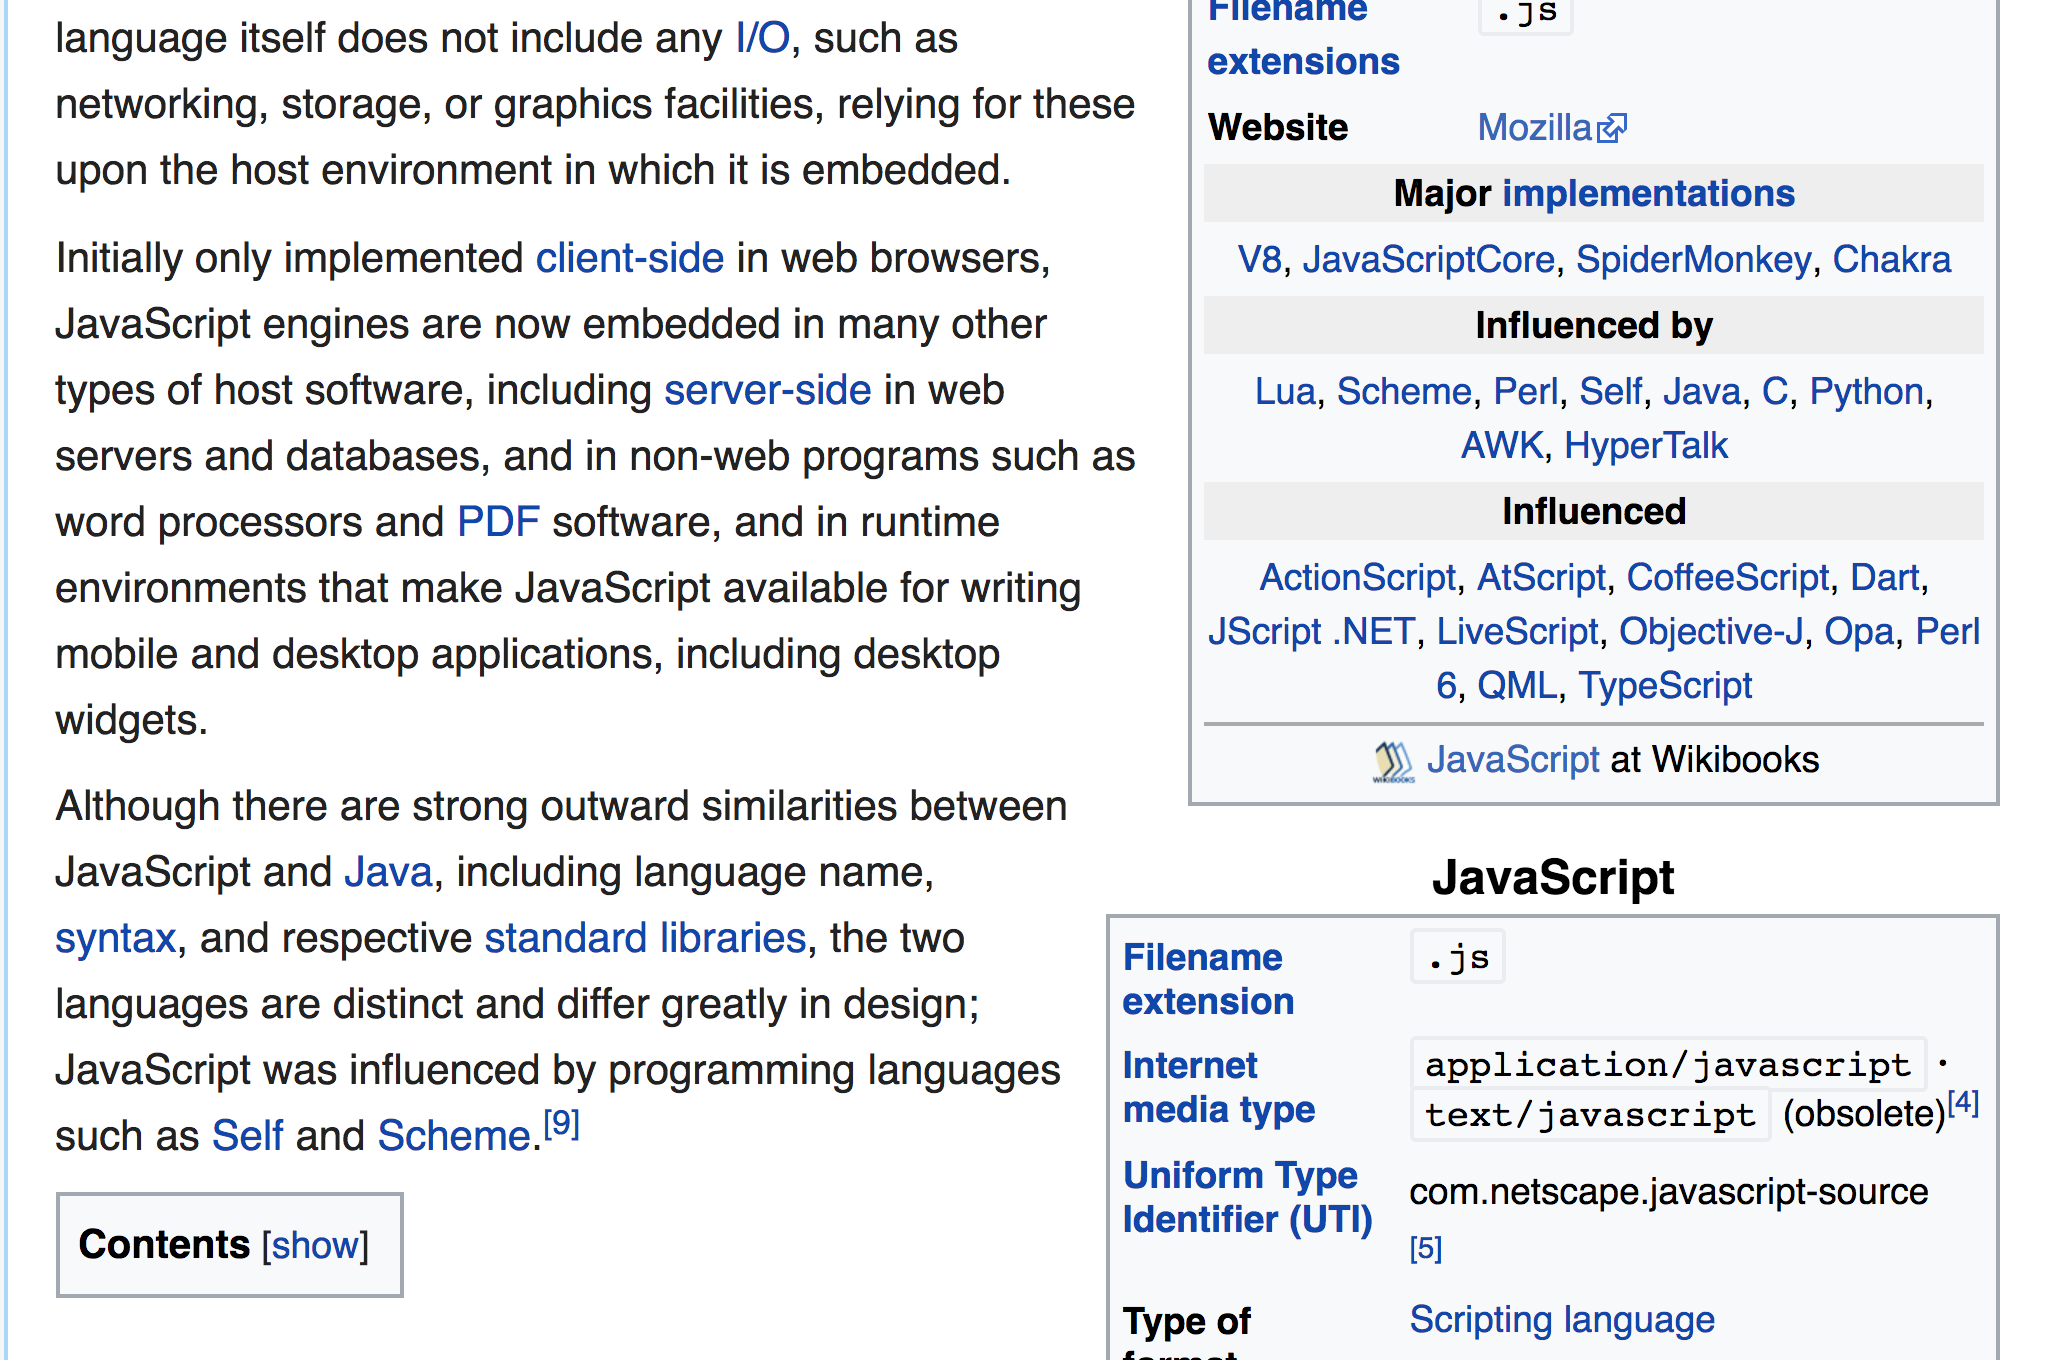 language itself does not include any I/O, such as
networking, storage, or graphics facilities, relying for these
upon the host environment in which it is embedded.
Initially only implemented client-side in web browsers,
JavaScript engines are now embedded in many other
types of host software, including server-side in web
servers and databases, and in non-web programs such as
word processors and PDF software, and in runtime
environments that make JavaScript available for writing
mobile and desktop applications, including desktop
widgets.
Although there are strong outward similarities between
JavaScript and Java, including language name,
syntax, and respective standard libraries, the two
languages are distinct and differ greatly in design;
JavaScript was influenced by programming languages
such as Self and Scheme.[9]
Contents [show]
Filename .js
extensions
Website Mozilla
Major implementations
V8, JavaScriptCore, SpiderMonkey, Chakra
Influenced by
Lua, Scheme, Perl, Self, Java, C, Python,
AWK, HyperTalk
Influenced
ActionScript, AtScript, CoffeeScript, Dart,
JScript .NET, LiveScript, Objective-J, Opa, Perl
6, QML, TypeScript
WIKIBOOKS JavaScript at Wikibooks
JavaScript
Filename .js
extension
Internet application/javascript ·
media type text/javascript (obsolete)[4]
Uniform Type com.netscape.javascript-source
Identifier (UTI) [5]
Type of Scripting language
format